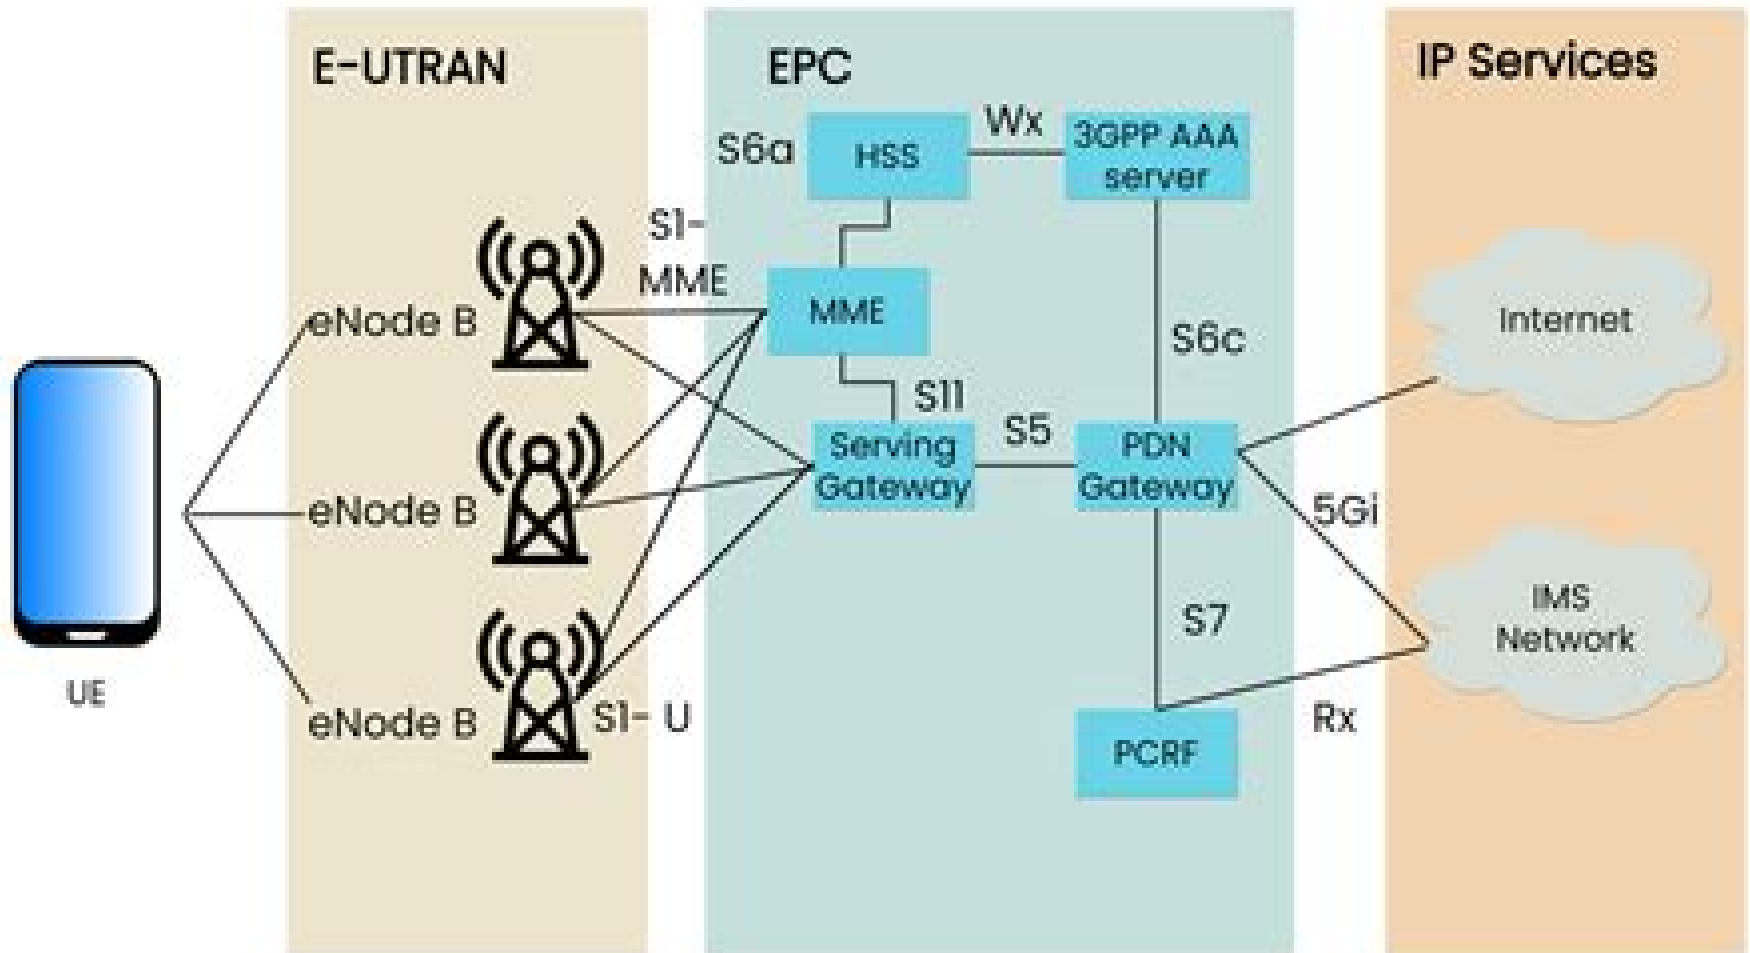 E-UTRAN
EPC
IP Services
S6a
HSS
Wx
3GPP AAA
server
S1-
MME
MME
eNode B
S6c
Internet
S11
Serving
Gateway
S5
PDN
Gateway
eNode B
5Gi
IMS
Network
S7
UE
eNode B
S1- U
Rx
PCRF